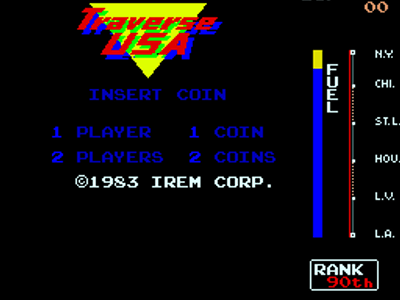 00
Traverse
USA
INSERT COIN
1 PLAYER 1 COIN
2 PLAYERS 2 COINS
©1983 IREM CORP.
FUEL
N.Y.
CHI.
ST.L.
HOU.
L.V.
L.A.
RANK
90th